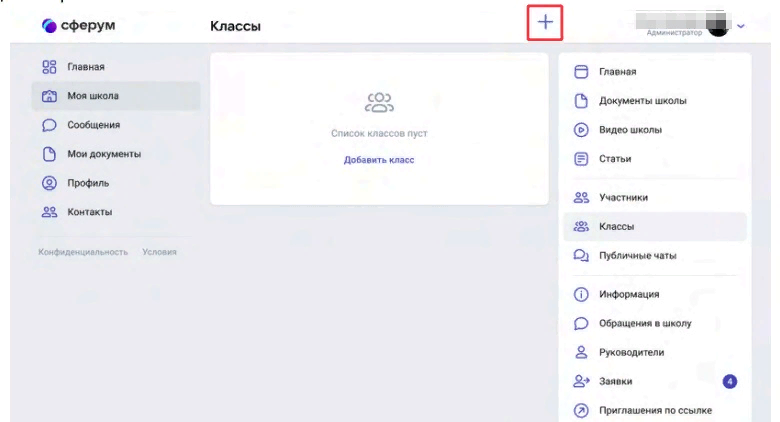 сферум
Классы
Администратор
Главная
Моя школа
Сообщения
Мои документы
Профиль
Контакты
Конфиденциальность Условия
Список классов пуст
Добавить класс
Главная
Документы школы
Видео школы
Статьи
Участники
Классы
Публичные чаты
Информация
Обращения в школу
Руководители
Заявки 4
Приглашения по ссылке